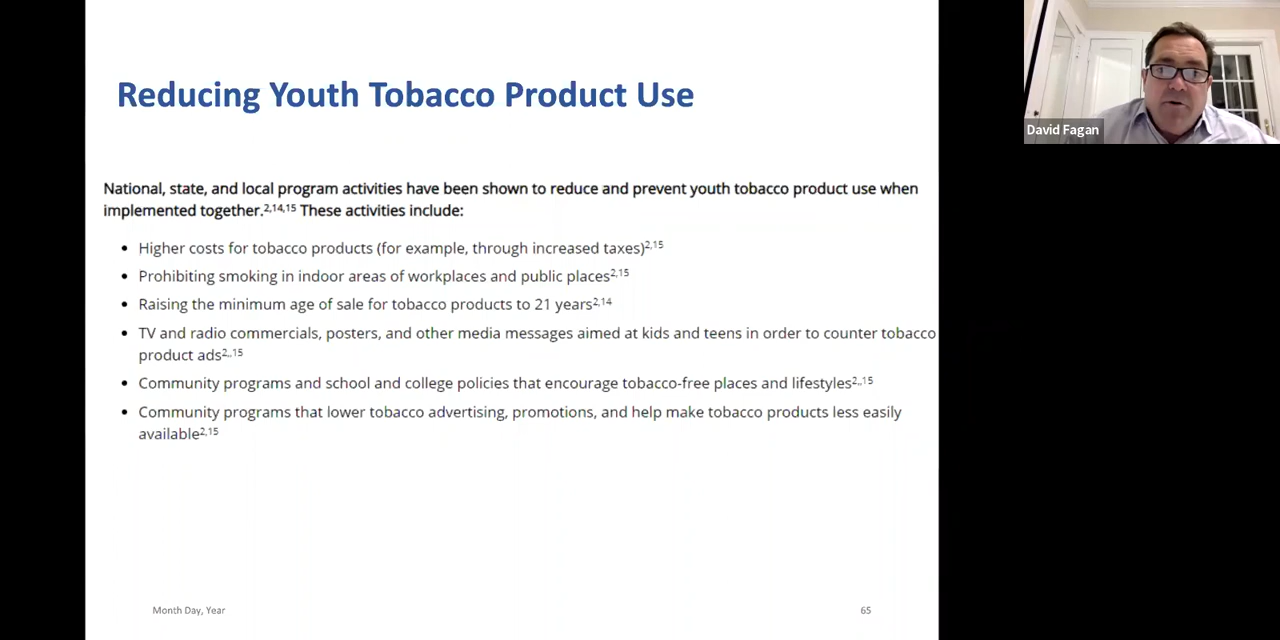 Reducing Youth Tobacco Product Use
David Fagan
National, state, and local program activities have been shown to reduce and prevent youth tobacco product use when
implemented together.2,14,15 These activities include:
• Higher costs for tobacco products (for example, through increased taxes)2,15
• Prohibiting smoking in indoor areas of workplaces and public places2,15
• Raising the minimum age of sale for tobacco products to 21 years2,14
• TV and radio commercials, posters, and other media messages aimed at kids and teens in order to counter tobacco
product ads2,,15
• Community programs and school and college policies that encourage tobacco-free places and lifestyles2,,15
• Community programs that lower tobacco advertising, promotions, and help make tobacco products less easily
available2,15
Month Day, Year
65